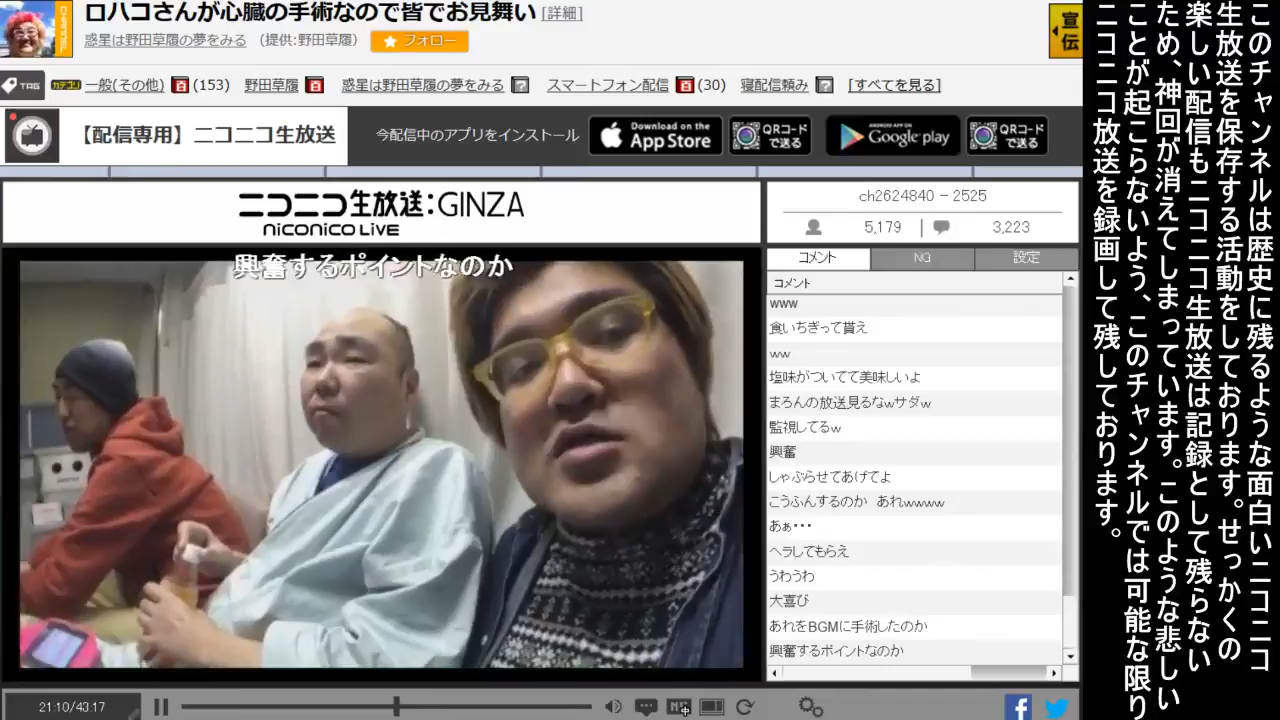 ロハコさんが心臓の手術なので皆でお見舞い [詳細]
惑星は野田草履の夢をみる (提供:野田草履) フォロー
CHANNEL
宣伝
TAG カテゴリ 一般(その他) (153) 野田草履 惑星は野田草履の夢をみる スマートフォン配信 (30) 寝配信頼み [すべてを見る]
【配信専用】ニコニコ生放送
今配信中のアプリをインストール
Download on the App Store
QRコードで送る
ANDROID APP ON Google play
QRコードで送る
ニコニコ生放送:GINZA
niconico Live
ch2624840 - 2525
5,179 | 3,223
コメント NG 設定
コメント
www
食いちぎって貰え
ww
塩味がついてて美味しいよ
まろんの放送見るなwサダw
監視してるw
興奮
しゃぶらせてあげてよ
こうふんするのか あれwwww
あぁ・・・
ヘラしてもらえ
うわうわ
大喜び
あれをBGMに手術したのか
興奮するポイントなのか
興奮するポイントなのか
21:10/43:17
このチャンネルは歴史に残るような面白いニコニコ
生放送を保存する活動をしております。せっかくの
楽しい配信もニコニコ生放送は記録として残らない
ため、神回が消えてしまっています。このような悲しい
ことが起こらないよう、このチャンネルでは可能な限り
ニコニコ放送を録画して残しております。